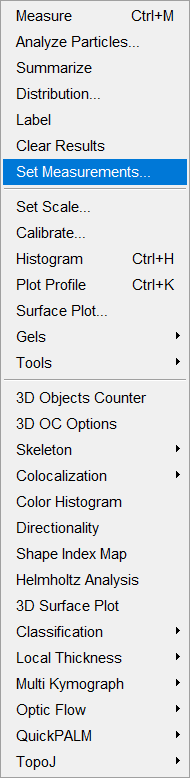 Measure Ctrl+M
Analyze Particles...
Summarize
Distribution...
Label
Clear Results
Set Measurements...
Set Scale...
Calibrate...
Histogram Ctrl+H
Plot Profile Ctrl+K
Surface Plot...
Gels
Tools
3D Objects Counter
3D OC Options
Skeleton
Colocalization
Color Histogram
Directionality
Shape Index Map
Helmholtz Analysis
3D Surface Plot
Classification
Local Thickness
Multi Kymograph
Optic Flow
QuickPALM
TopoJ